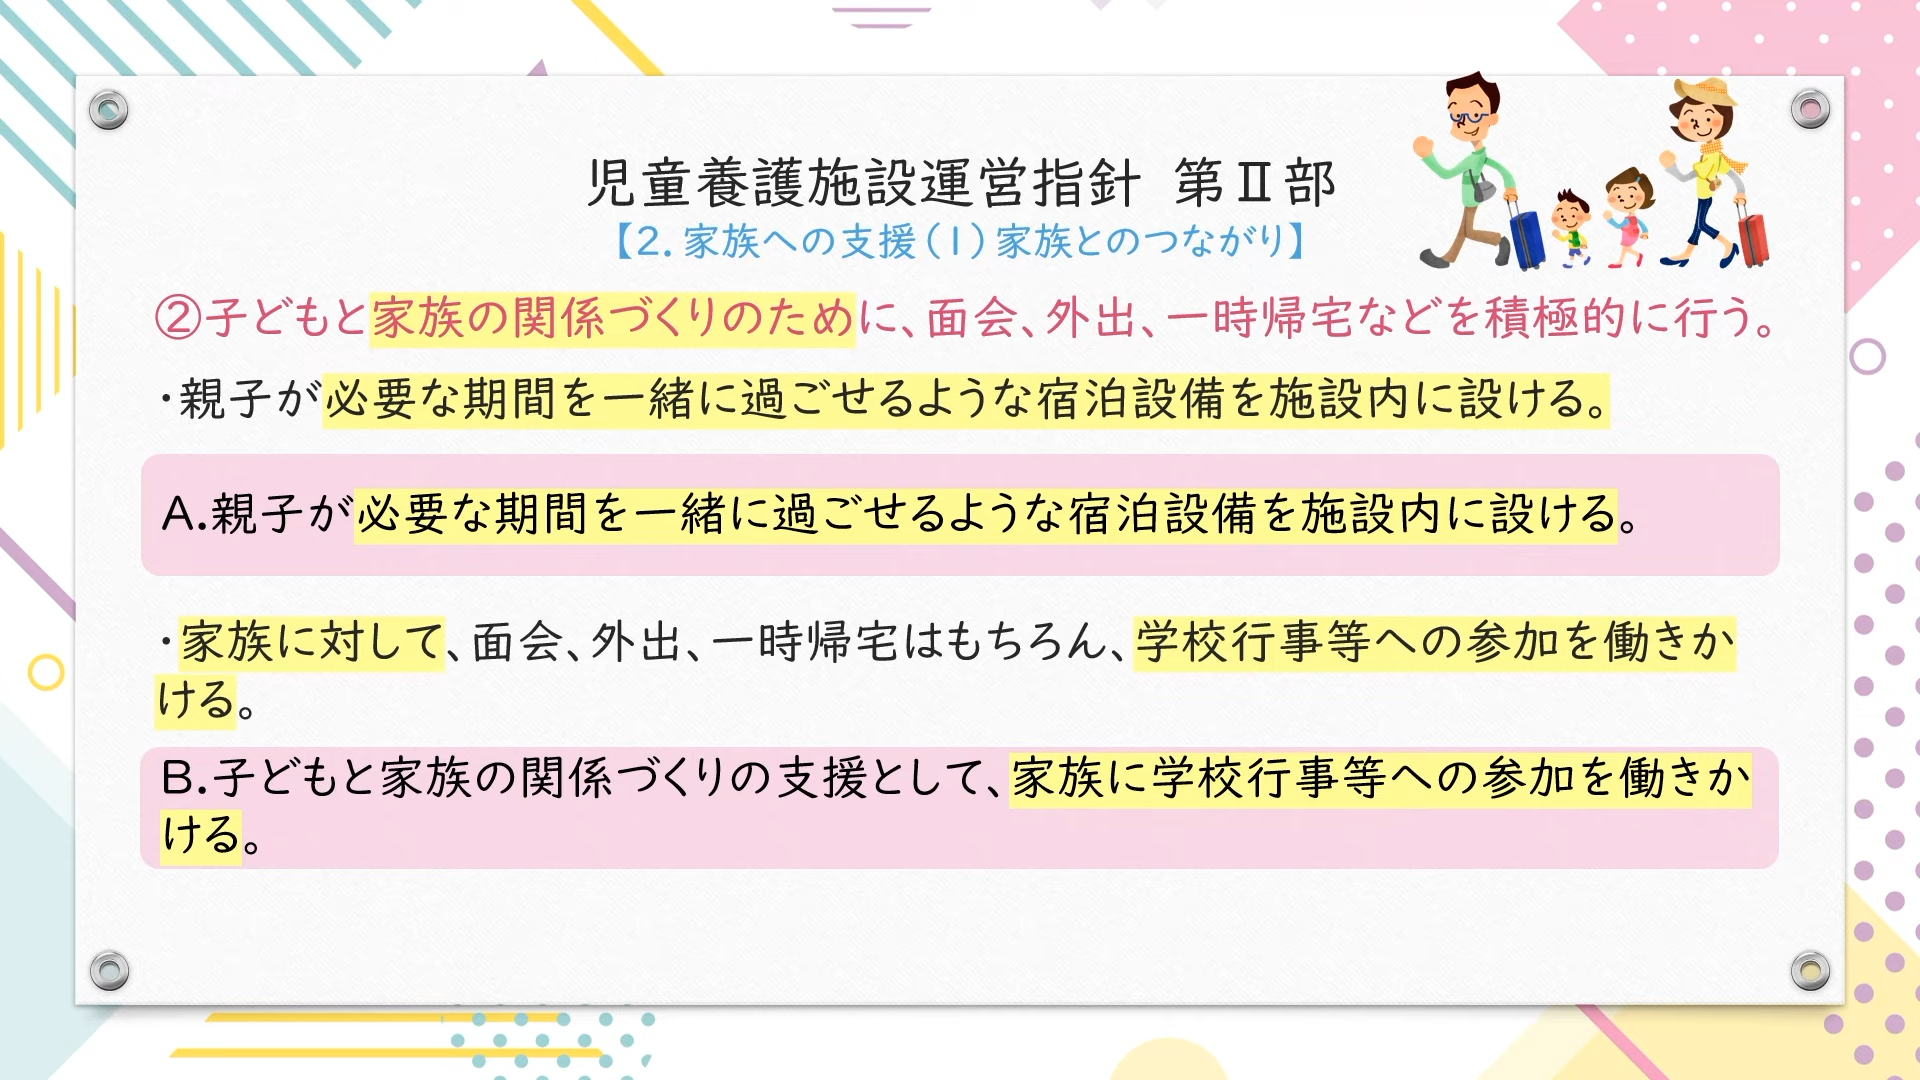 児童養護施設運営指針 第Ⅱ部
【2.家族への支援(1)家族とのつながり】
②子どもと家族の関係づくりのために、面会、外出、一時帰宅などを積極的に行う。
・親子が必要な期間を一緒に過ごせるような宿泊設備を施設内に設ける。
A.親子が必要な期間を一緒に過ごせるような宿泊設備を施設内に設ける。
・家族に対して、面会、外出、一時帰宅はもちろん、学校行事等への参加を働きか
ける。
B.子どもと家族の関係づくりの支援として、家族に学校行事等への参加を働きか
ける。